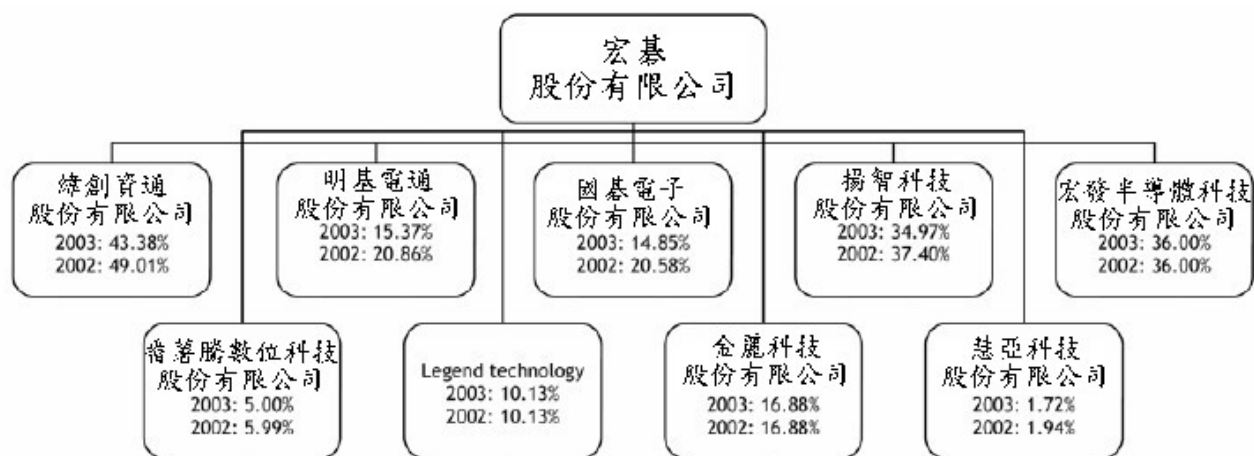 宏碁
股份有限公司
緯創資通
股份有限公司
2003: 43.38%
2002: 49.01%
明基電通
股份有限公司
2003: 15.37%
2002: 20.86%
國碁電子
股份有限公司
2003: 14.85%
2002: 20.58%
揚智科技
股份有限公司
2003: 34.97%
2002: 37.40%
宏發半導體科技
股份有限公司
2003: 36.00%
2002: 36.00%
番薯騰數位科技
股份有限公司
2003: 5.00%
2002: 5.99%
Legend technology
2003: 10.13%
2002: 10.13%
金麗科技
股份有限公司
2003: 16.88%
2002: 16.88%
慧亞科技
股份有限公司
2003: 1.72%
2002: 1.94%